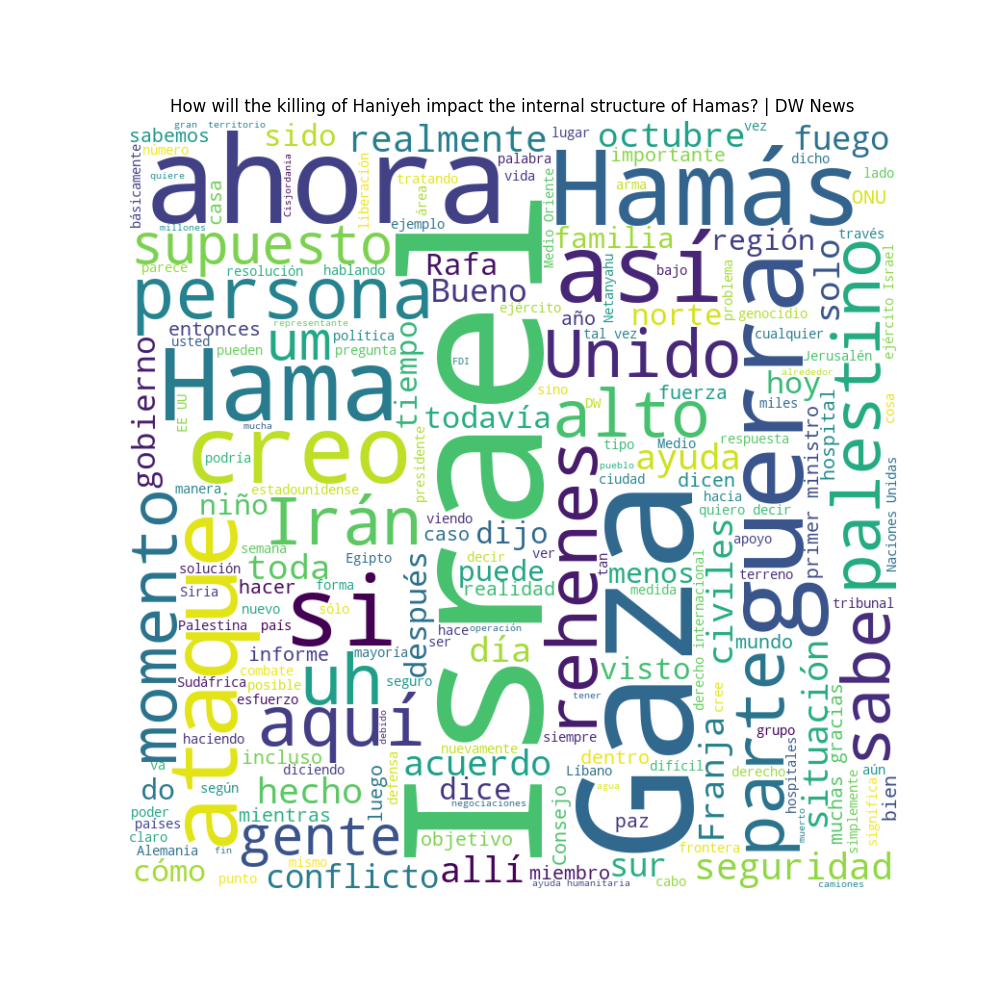 How will the killing of Haniyeh impact the internal structure of Hamas? | DW News
gran
territorio
sabemos
sido
realmente
lugar
octubre
vez
fuego
número
básicamente
quiere
ahora
Cisjordania
casa
liberación
tratando
área
palabra
vida
ejemplo
Hamás
importante
dicho
arma
lado
ONU
millones
supuesto
parece
resolución
hablando
Rafa
Bueno
Medio Oriente
familia
así
bajo
región
través
solo
palestino
ejército Israel
persona
representante
ejército
año
Netanyahu
norte
problema
genocidio
guerra
entonces
usted
um
política
pueden
pregunta
tiempo
Israel
FDI
tal vez
Unido
cualquier
Jerusalén
alrededor
gobierno
Hama
EE UU
mucha
todavía
sino
DW
alto
fuerza
hoy
miles
cosa
creo
podría
presidente
tipo
Medio
respuesta
hospital
primer ministro
pueblo
ayuda
ciudad
dicen
manera
estadounidense
hacia
quiero decir
Naciones Unidas
momento
ataque
niño
Irán
viendo
caso
dijo
rehenes
Gaza
civiles
apoyo
semana
solución
toda
Egipto
después
decir
ver
tan
puede
menos
terreno
Siria
hacer
forma
realidad
medida
derecho internacional
nuevo
sólo
si
tribunal
Palestina
país
hace
operación
ser
mundo
saber
informe
mayoría
día
visto
parte
situación
Sudáfrica
combate
posible
uh
seguro
tener
cree
esfuerzo
aquí
debido
siempre
Franja
grupo
muchas gracias
haciendo
nuevamente
hospitales
va
incluso
diciendo
acuerdo
dentro
difícil
Líbano
derecho
aún
do
según
hecho
luego
defensa
dice
negociaciones
agua
simplemente
significa
bien
poder
países
mientras
claro
gente
objetivo
Consejo
paz
muerto
Alemania
fin
frontera
cómo
mismo
punto
conflicto
allí
miembro
sur
ayuda humanitaria
cabo
seguridad
camiones